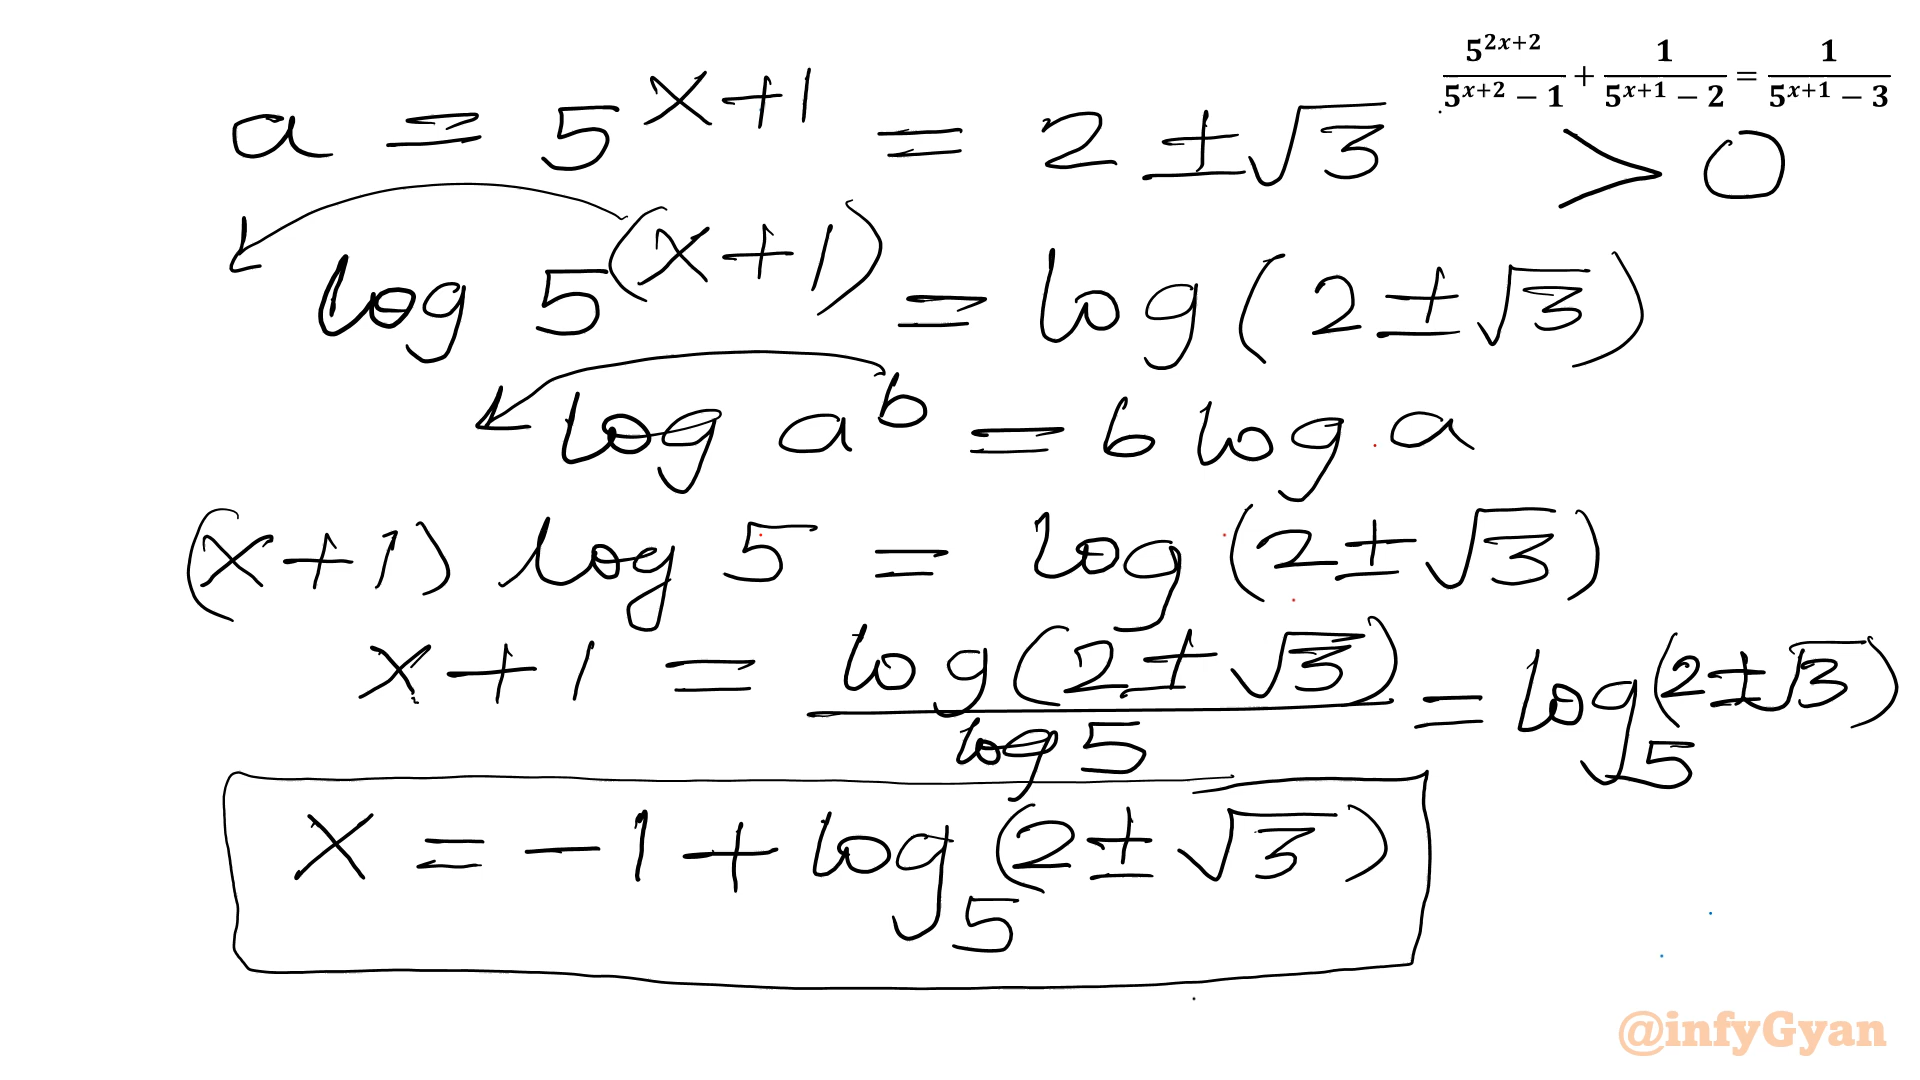 5^{2x+2}/(5^{x+2} − 1) + 1/(5^{x+1} − 2) = 1/(5^{x+1} − 3)
a = 5^{x+1} = 2 ± √3 > 0
log 5^{(x+1)} = log (2 ± √3)
log a^b = b log a
(x+1) log 5 = log (2 ± √3)
x + 1 = log(2 ± √3)/log 5 = log_5 (2 ± √3)
x = −1 + log_5 (2 ± √3)
@infyGyan